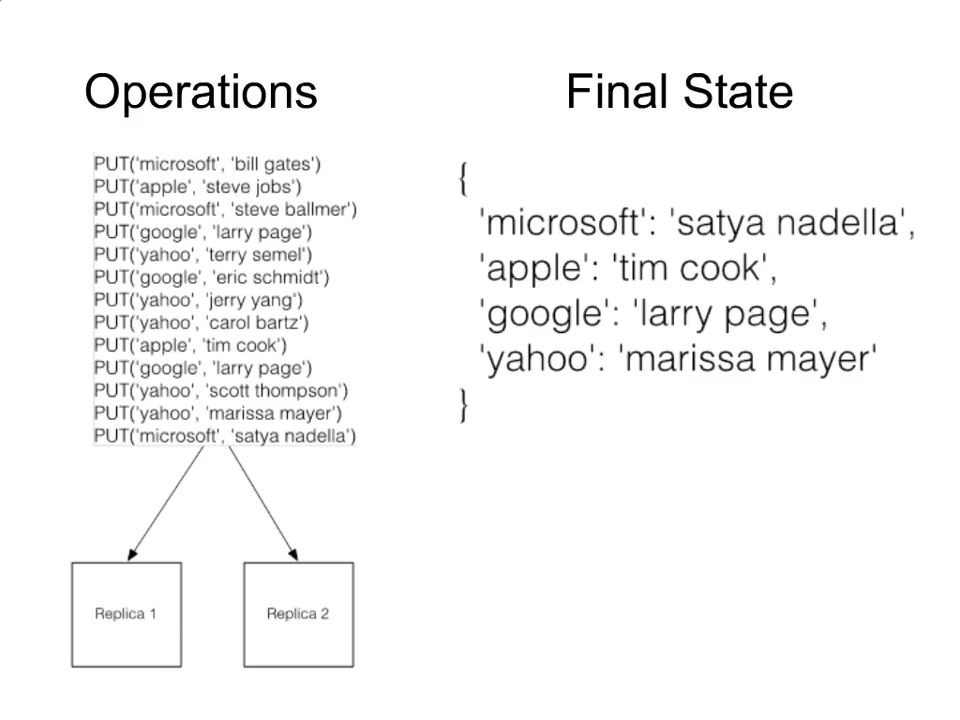 Operations
PUT('microsoft', 'bill gates')
PUT('apple', 'steve jobs')
PUT('microsoft', 'steve ballmer')
PUT('google', 'larry page')
PUT('yahoo', 'terry semel')
PUT('google', 'eric schmidt')
PUT('yahoo', 'jerry yang')
PUT('yahoo', 'carol bartz')
PUT('apple', 'tim cook')
PUT('google', 'larry page')
PUT('yahoo', 'scott thompson')
PUT('yahoo', 'marissa mayer')
PUT('microsoft', 'satya nadella')
Replica 1
Replica 2
Final State
{
'microsoft': 'satya nadella',
'apple': 'tim cook',
'google': 'larry page',
'yahoo': 'marissa mayer'
}